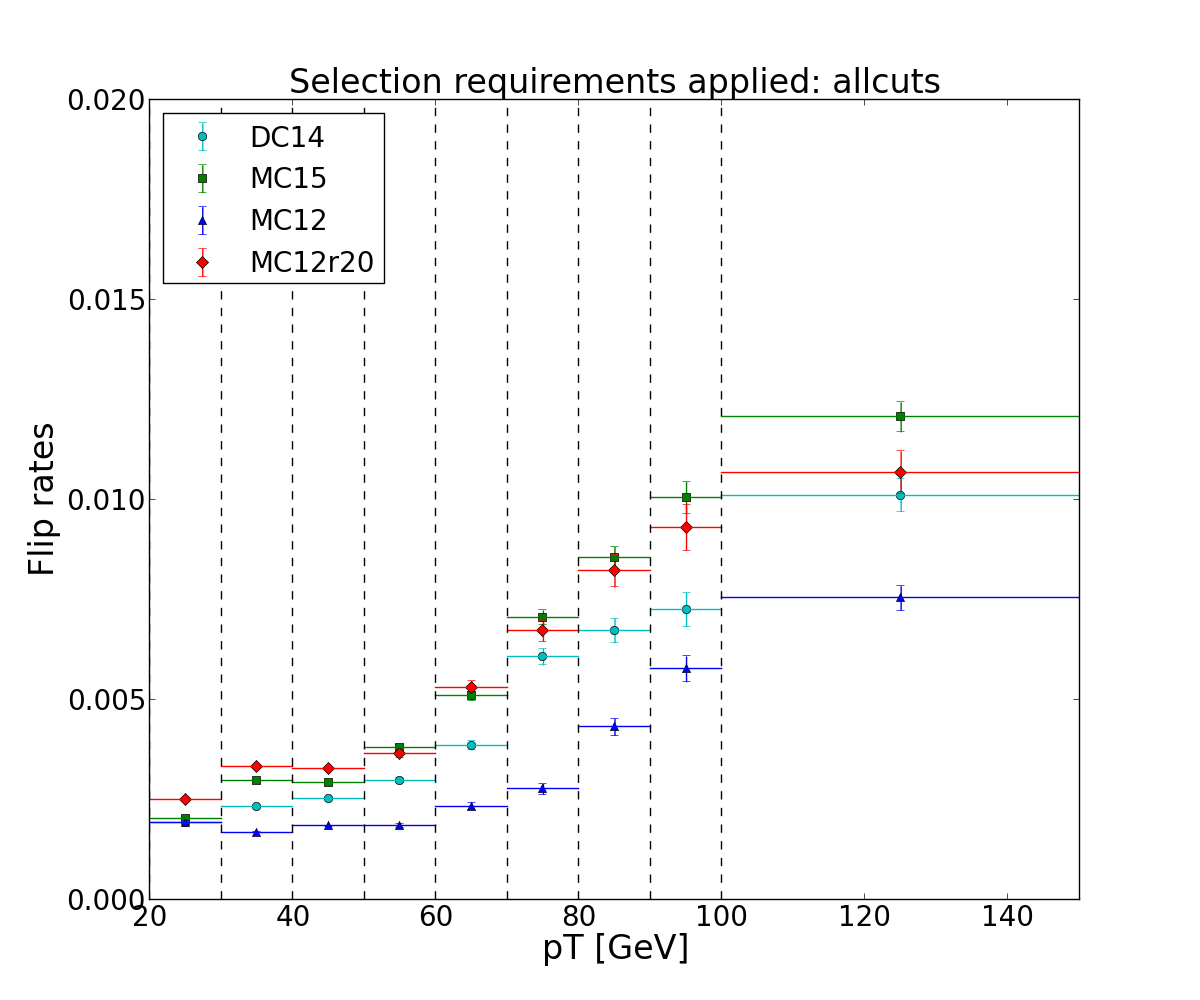 Selection requirements applied: allcuts
0.020
0.015
0.010
0.005
0.000
Flip rates
DC14
MC15
MC12
MC12r20
20 40 60 80 100 120 140
pT [GeV]